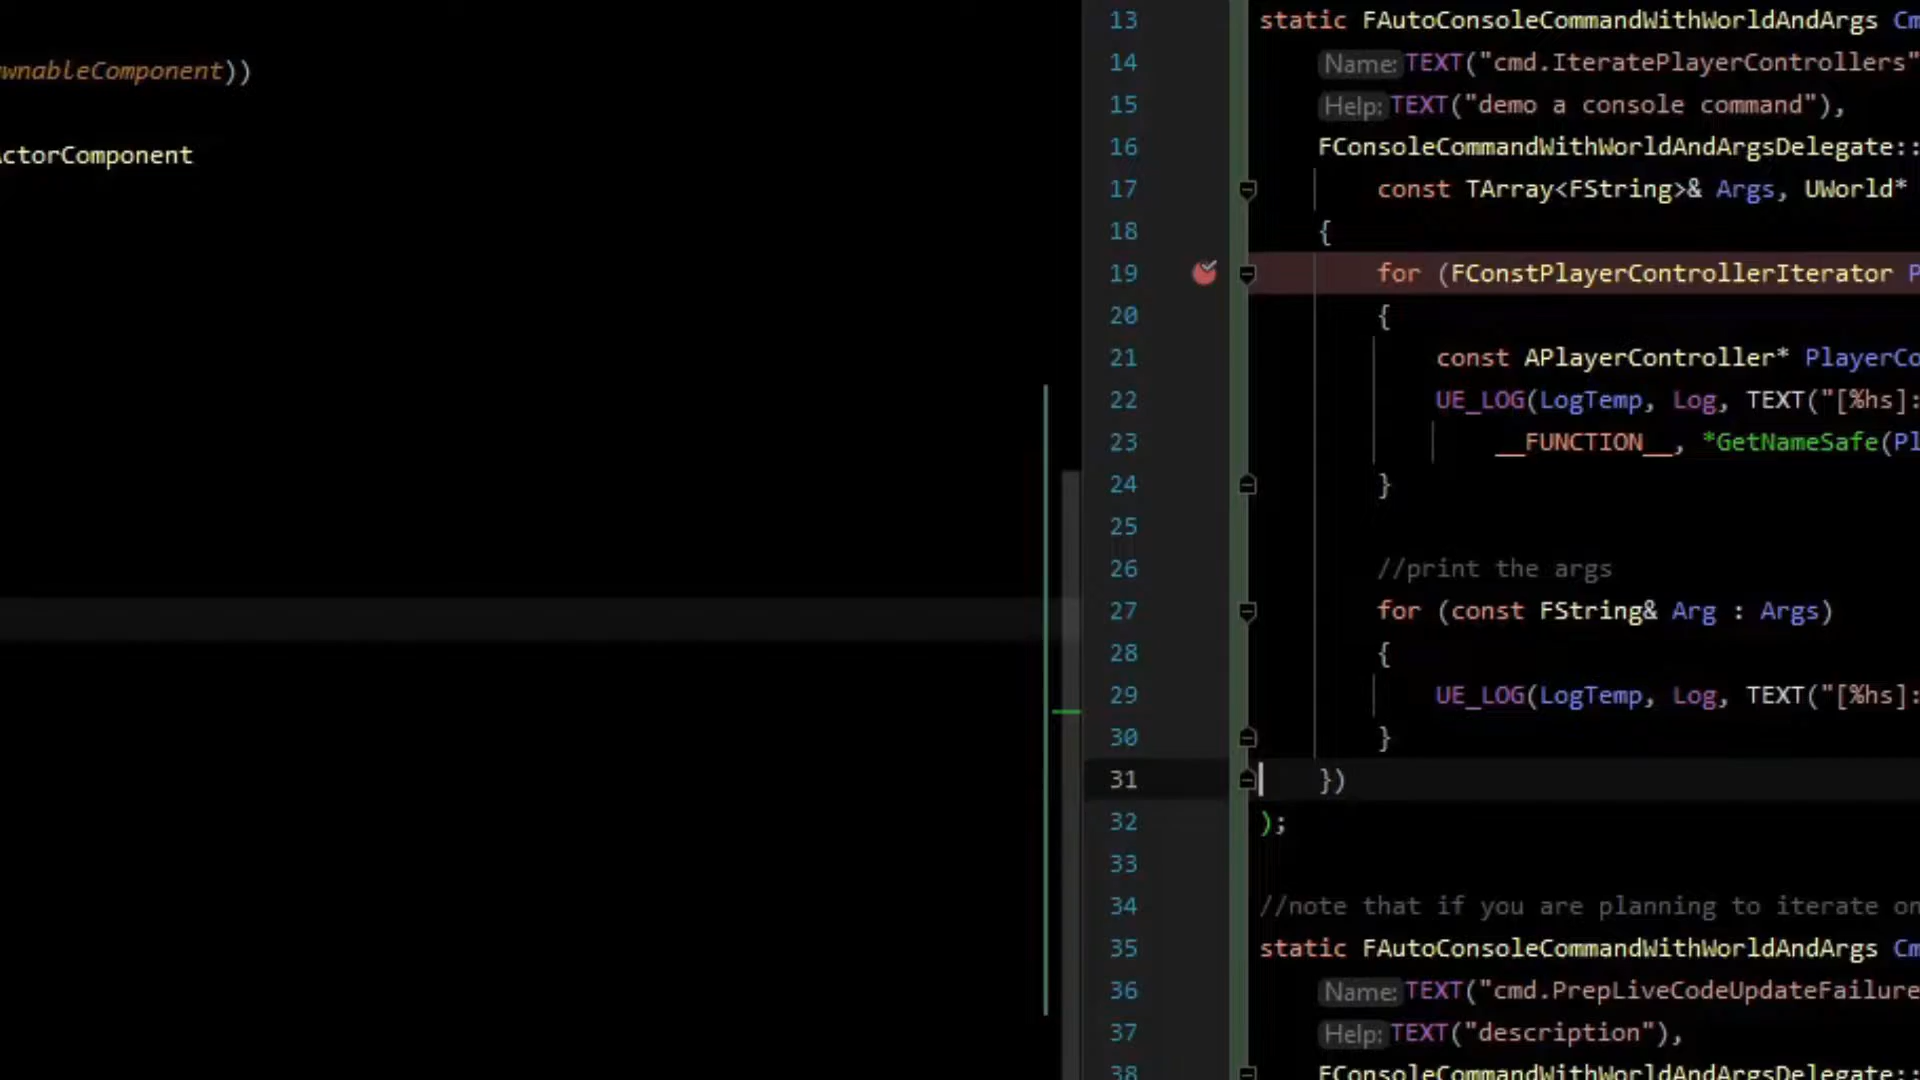 wnableComponent))
ctorComponent
13 static FAutoConsoleCommandWithWorldAndArgs Cm
14 Name: TEXT("cmd.IteratePlayerControllers"
15 Help: TEXT("demo a console command"),
16 FConsoleCommandWithWorldAndArgsDelegate::
17 const TArray<FString>& Args, UWorld*
18 {
19 for (FConstPlayerControllerIterator P
20 {
21 const APlayerController* PlayerCo
22 UE_LOG(LogTemp, Log, TEXT("[%hs]:
23 __FUNCTION__, *GetNameSafe(Pl
24 }
25
26 //print the args
27 for (const FString& Arg : Args)
28 {
29 UE_LOG(LogTemp, Log, TEXT("[%hs]:
30 }
31 })
32 );
33
34 //note that if you are planning to iterate on
35 static FAutoConsoleCommandWithWorldAndArgs Cm
36 Name: TEXT("cmd.PrepLiveCodeUpdateFailure
37 Help: TEXT("description"),
38 FConsoleCommandWithWorldAndArgsDelegate::